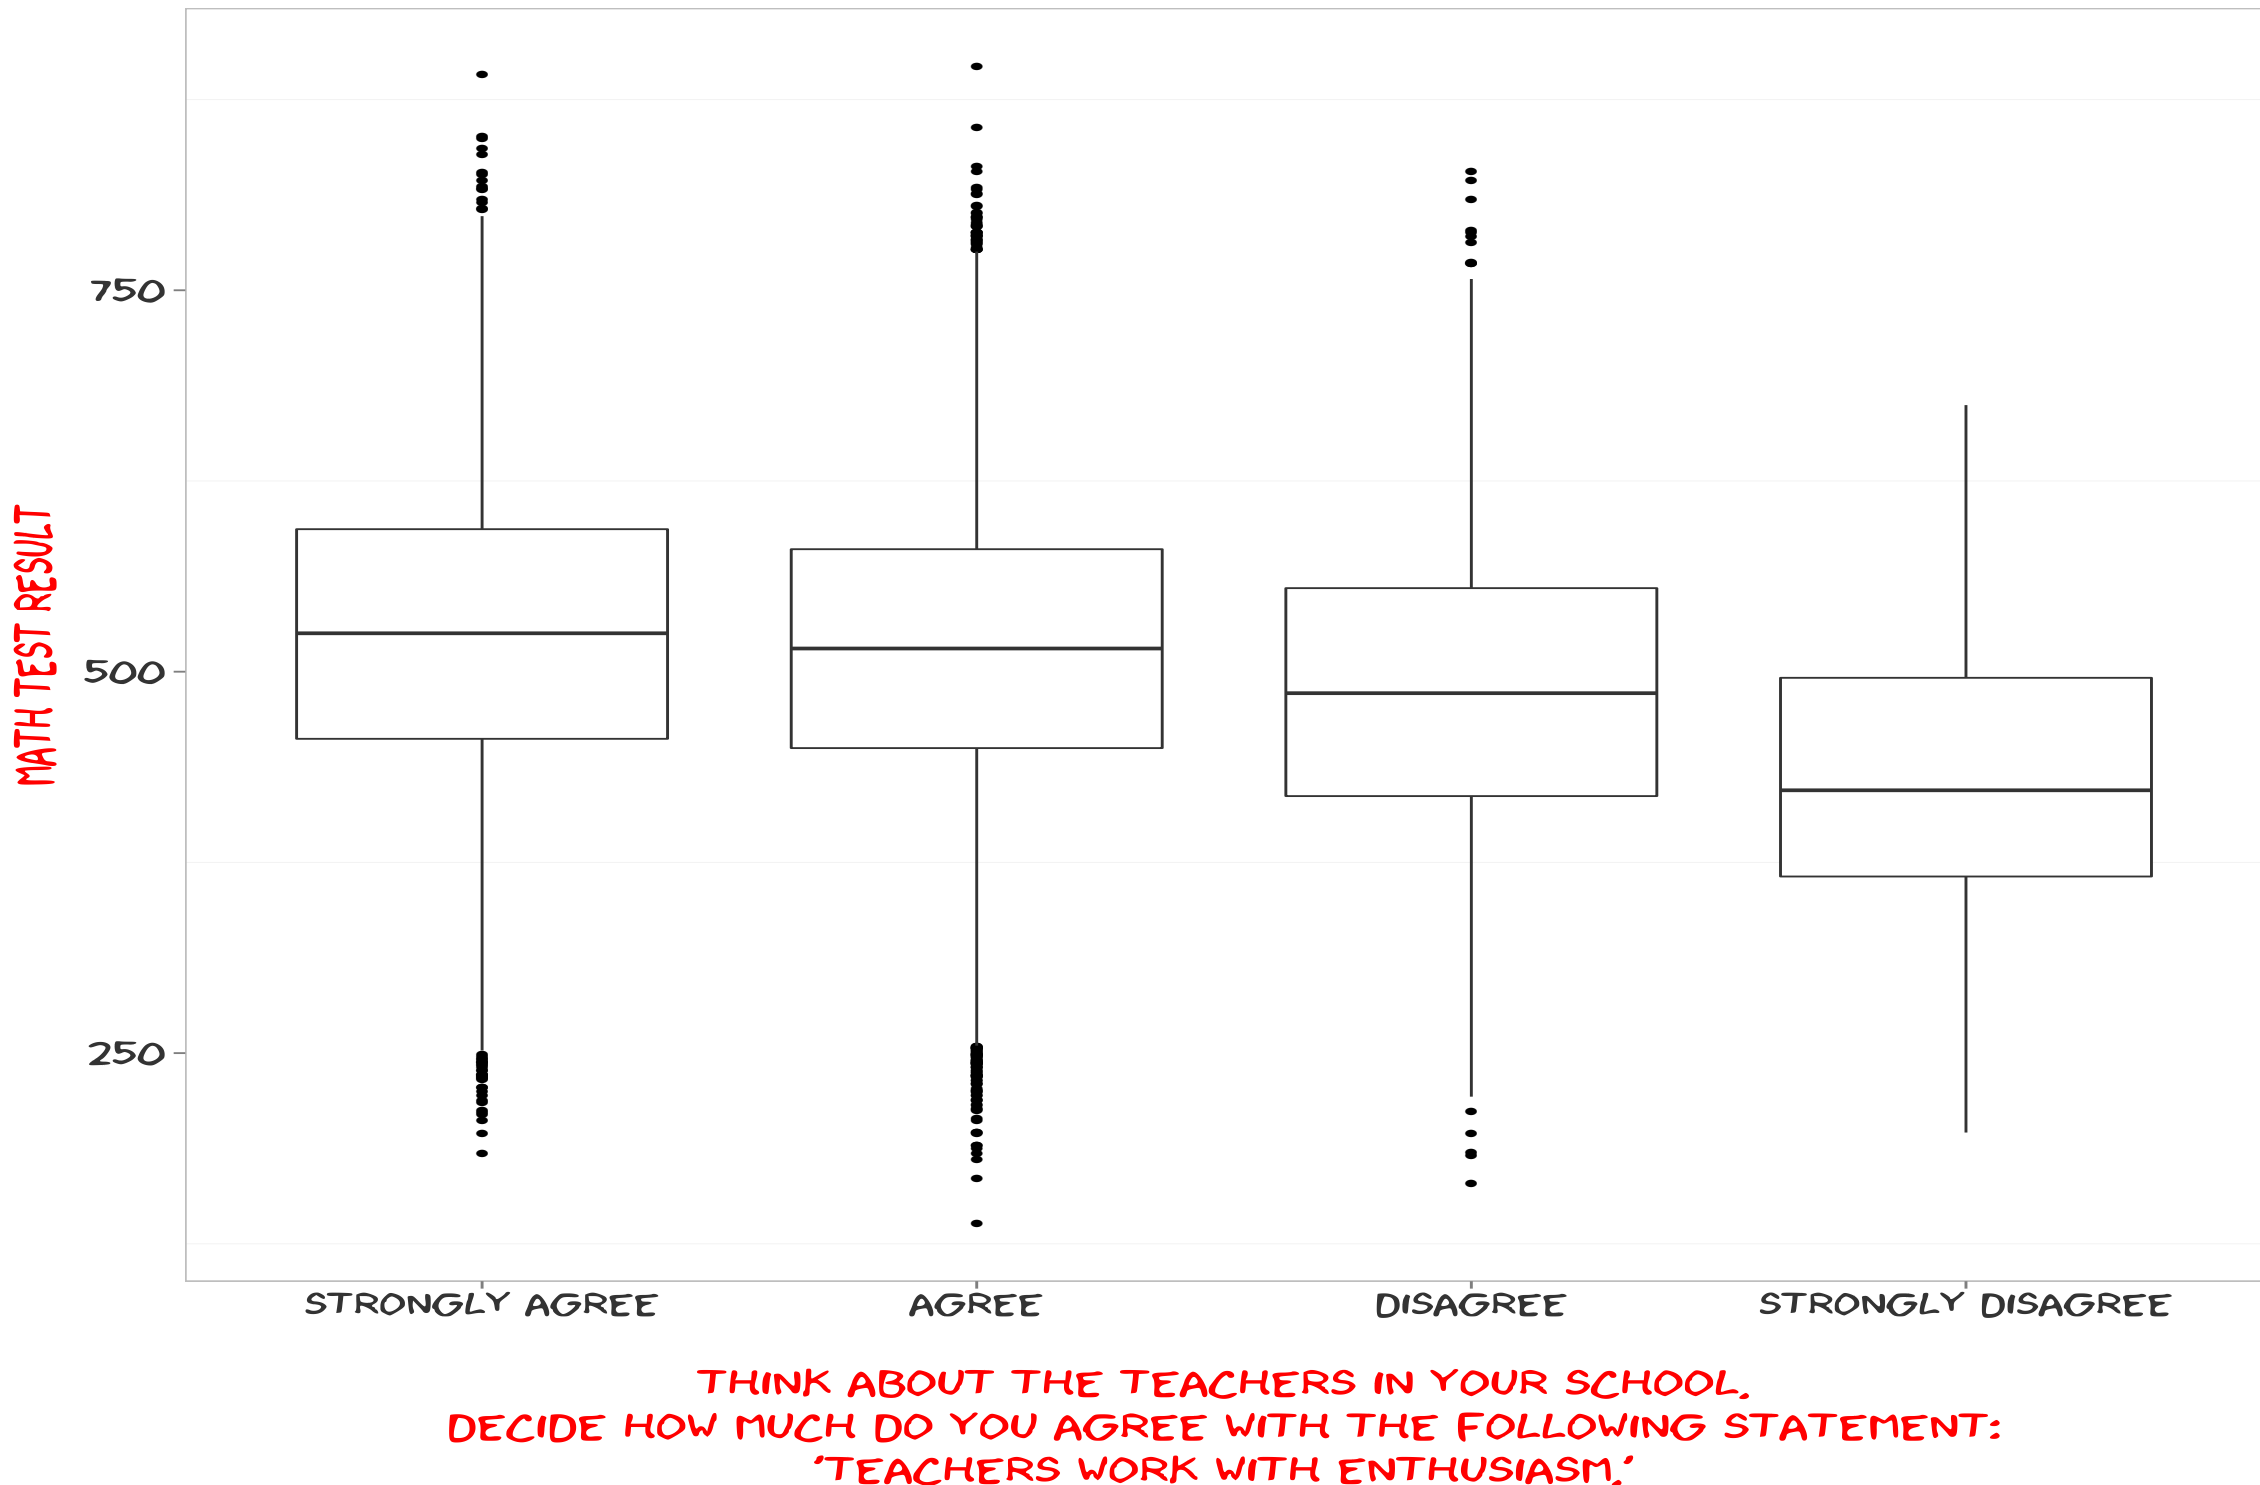 750
500
250
MATH TEST RESULT
STRONGLY AGREE
AGREE
DISAGREE
STRONGLY DISAGREE
THINK ABOUT THE TEACHERS IN YOUR SCHOOL.
DECIDE HOW MUCH DO YOU AGREE WITH THE FOLLOWING STATEMENT:
'TEACHERS WORK WITH ENTHUSIASM.'